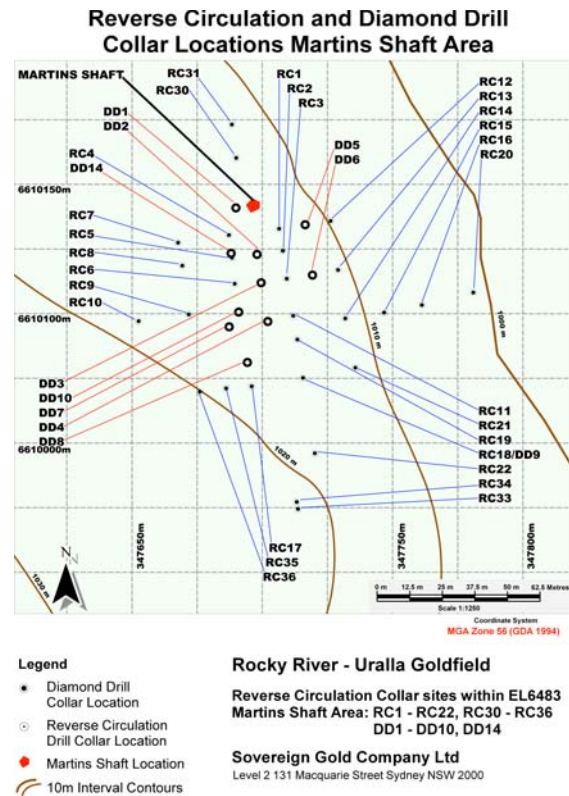 Reverse Circulation and Diamond Drill
Collar Locations Martins Shaft Area
MARTINS SHAFT
RC31
RC30
RC1
RC2
RC3
RC12
RC13
RC14
RC15
RC16
RC20
DD1
DD2
DD5
DD6
RC4
DD14
6610150m
RC7
RC5
RC8
RC6
RC9
RC10
6610100m
1010 m
1000 m
DD3
DD10
DD7
DD4
DD8
RC11
RC21
RC19
RC18/DD9
RC22
RC34
RC33
6610000m
1020 m
RC17
RC35
RC36
347650m
347750m
347800m
1030 m
N
0 m 12.5 m 25 m 37.5 m 50 m 62.5 Metres
Scale 1:1250
Coordinate System
MGA Zone 56 (GDA 1994)
Legend
Diamond Drill
Collar Location
Reverse Circulation
Drill Collar Location
Martins Shaft Location
10m Interval Contours
Rocky River - Uralla Goldfield
Reverse Circulation Collar sites within EL6483
Martins Shaft Area: RC1 - RC22, RC30 - RC36
DD1 - DD10, DD14
Sovereign Gold Company Ltd
Level 2 131 Macquarie Street Sydney NSW 2000